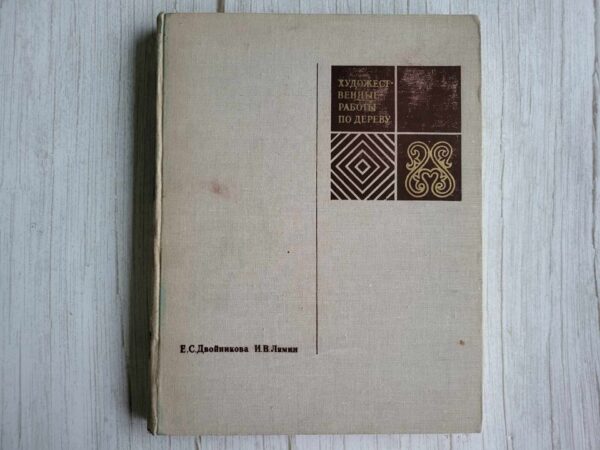 ХУДОЖЕСТ-
ВЕННЫЕ
РАБОТЫ
ПО ДЕРЕВУ
Е.С.Двойникова И.В.Лямин